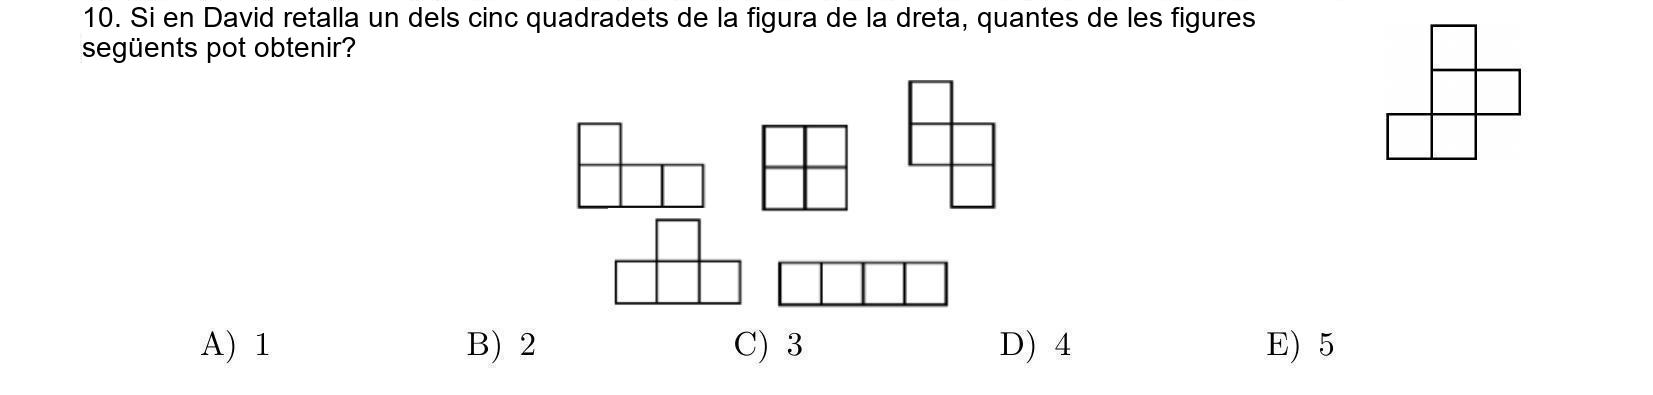 10. Si en David retalla un dels cinc quadradets de la figura de la dreta, quantes de les figures
següents pot obtenir?
A) 1 B) 2 C) 3 D) 4 E) 5